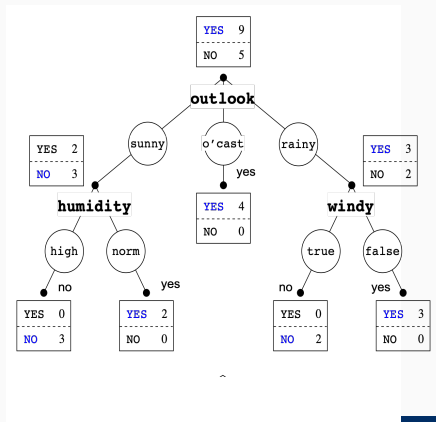 YES 9
NO 5
outlook
sunny
o'cast
rainy
yes
YES 2
NO 3
YES 3
NO 2
YES 4
NO 0
humidity
windy
high
norm
true
false
no
yes
no
yes
YES 0
NO 3
YES 2
NO 0
YES 0
NO 2
YES 3
NO 0